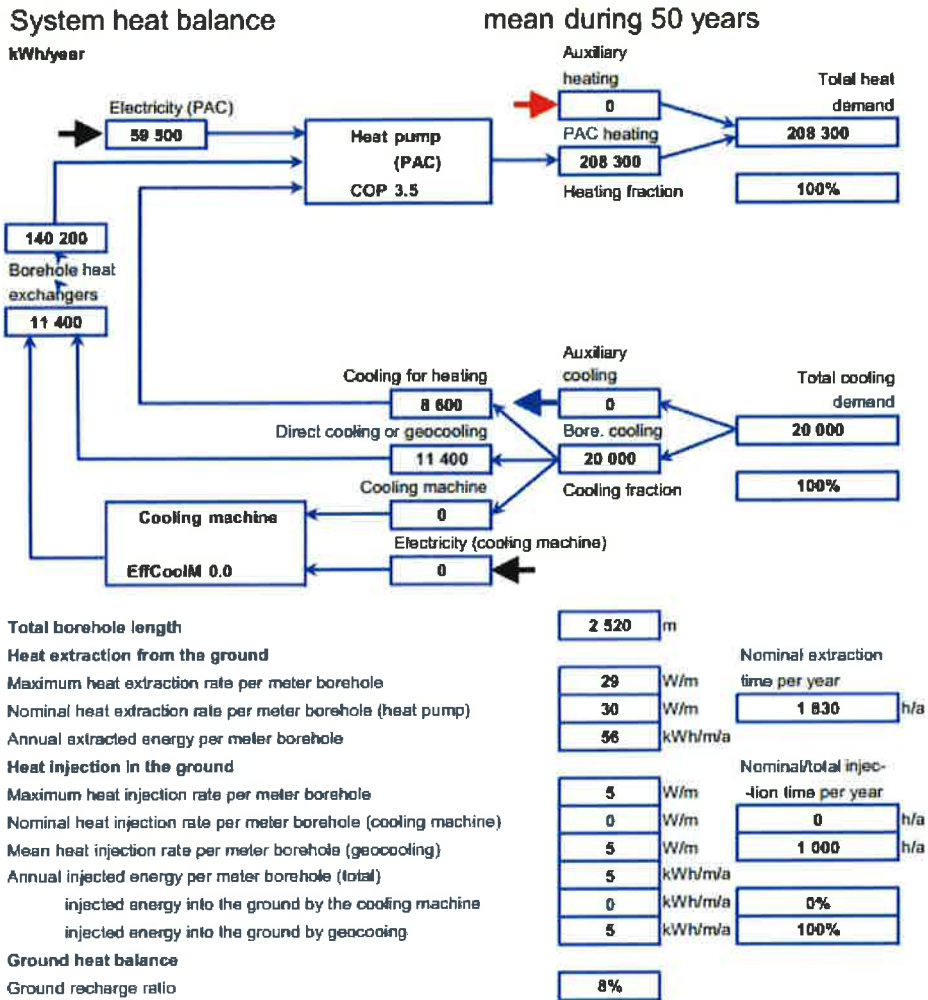 System heat balance mean during 50 years
kWh/year
Auxiliary
heating
0
Total heat
demand
208 300
Electricity (PAC)
59 500
Heat pump
(PAC)
COP 3.5
PAC heating
208 300
Heating fraction
100%
140 200
Borehole heat
exchangers
11 400
Auxiliary
cooling
0
Total cooling
demand
20 000
Cooling for heating
8 600
Direct cooling or geocooling
11 400
Bore. cooling
20 000
Cooling fraction
100%
Cooling machine
0
Cooling machine
EffCoolM 0.0
Electricity (cooling machine)
0
Total borehole length 2 520 m
Heat extraction from the ground
Nominal extraction
time per year
Maximum heat extraction rate per meter borehole 29 W/m
Nominal heat extraction rate per meter borehole (heat pump) 30 W/m 1 830 h/a
Annual extracted energy per meter borehole 56 kWh/m/a
Heat injection in the ground
Nominal/total injec-
-tion time per year
Maximum heat injection rate per meter borehole 5 W/m
Nominal heat injection rate per meter borehole (cooling machine) 0 W/m 0 h/a
Mean heat injection rate per meter borehole (geocooling) 5 W/m 1 000 h/a
Annual injected energy per meter borehole (total) 5 kWh/m/a
injected energy into the ground by the cooling machine 0 kWh/m/a 0%
injected energy into the ground by geocooing 5 kWh/m/a 100%
Ground heat balance
Ground recharge ratio 8%